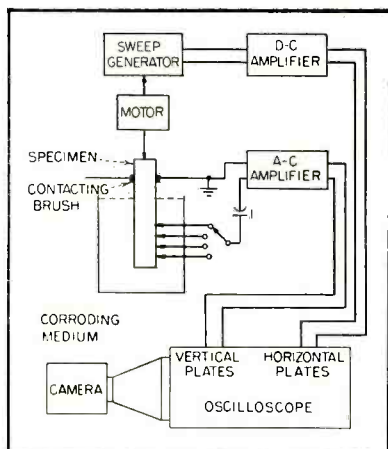 SWEEP
GENERATOR
D-C
AMPLIFIER
MOTOR
SPECIMEN
CONTACTING
BRUSH
A-C
AMPLIFIER
CORRODING
MEDIUM
VERTICAL
PLATES
HORIZONTAL
PLATES
CAMERA
OSCILLOSCOPE